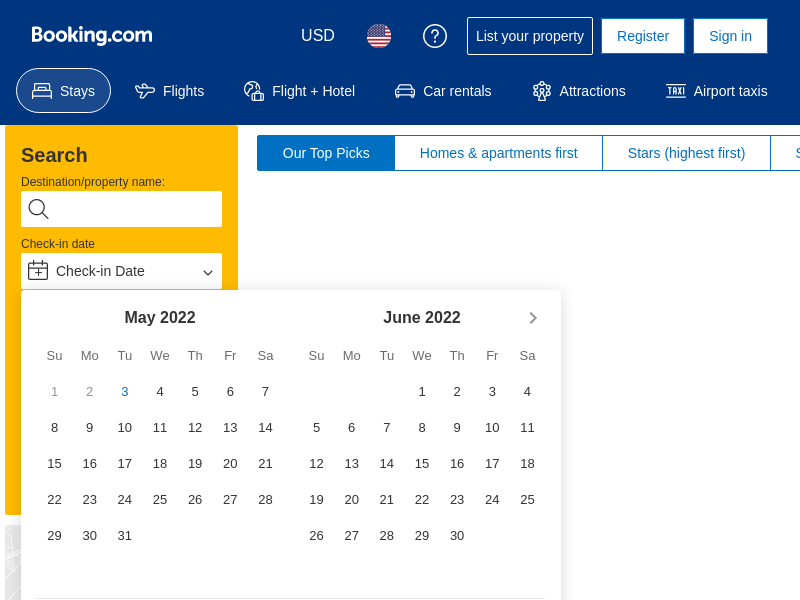 Booking.com
USD
List your property
Register
Sign in
Stays
Flights
Flight + Hotel
Car rentals
Attractions
TAXI
Airport taxis
Search
Destination/property name:
Check-in date
Check-in Date
Our Top Picks
Homes & apartments first
Stars (highest first)
May 2022
Su Mo Tu We Th Fr Sa
1 2 3 4 5 6 7
8 9 10 11 12 13 14
15 16 17 18 19 20 21
22 23 24 25 26 27 28
29 30 31
June 2022
Su Mo Tu We Th Fr Sa
1 2 3 4
5 6 7 8 9 10 11
12 13 14 15 16 17 18
19 20 21 22 23 24 25
26 27 28 29 30